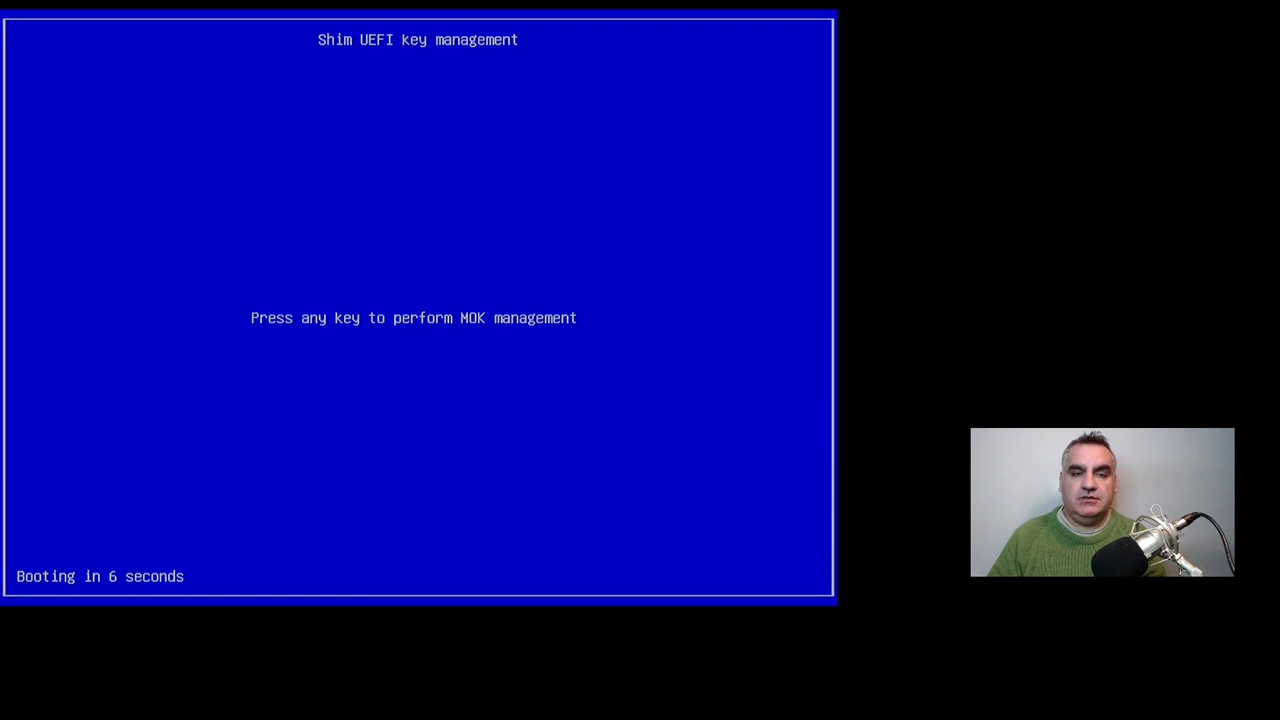 Shim UEFI key management
Press any key to perform MOK management
Booting in 6 seconds